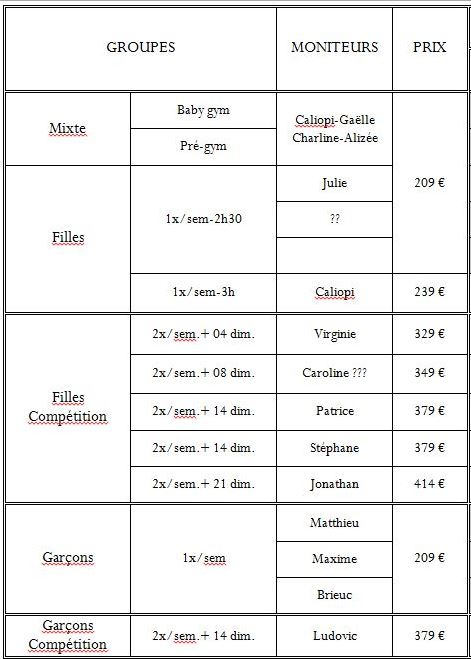 GROUPES MONITEURS PRIX
Mixte
Baby gym
Pré-gym
Caliopi-Gaëlle
Charline-Alizée
209 €
Filles
1x/sem-2h30
Julie
??
1x/sem-3h Caliopi 239 €
Filles
Compétition
2x/sem.+ 04 dim. Virginie 329 €
2x/sem.+ 08 dim. Caroline ??? 349 €
2x/sem.+ 14 dim. Patrice 379 €
2x/sem.+ 14 dim. Stéphane 379 €
2x/sem.+ 21 dim. Jonathan 414 €
Garçons
1x/sem
Matthieu
Maxime
Brieuc
209 €
Garçons
Compétition
2x/sem.+ 14 dim. Ludovic 379 €